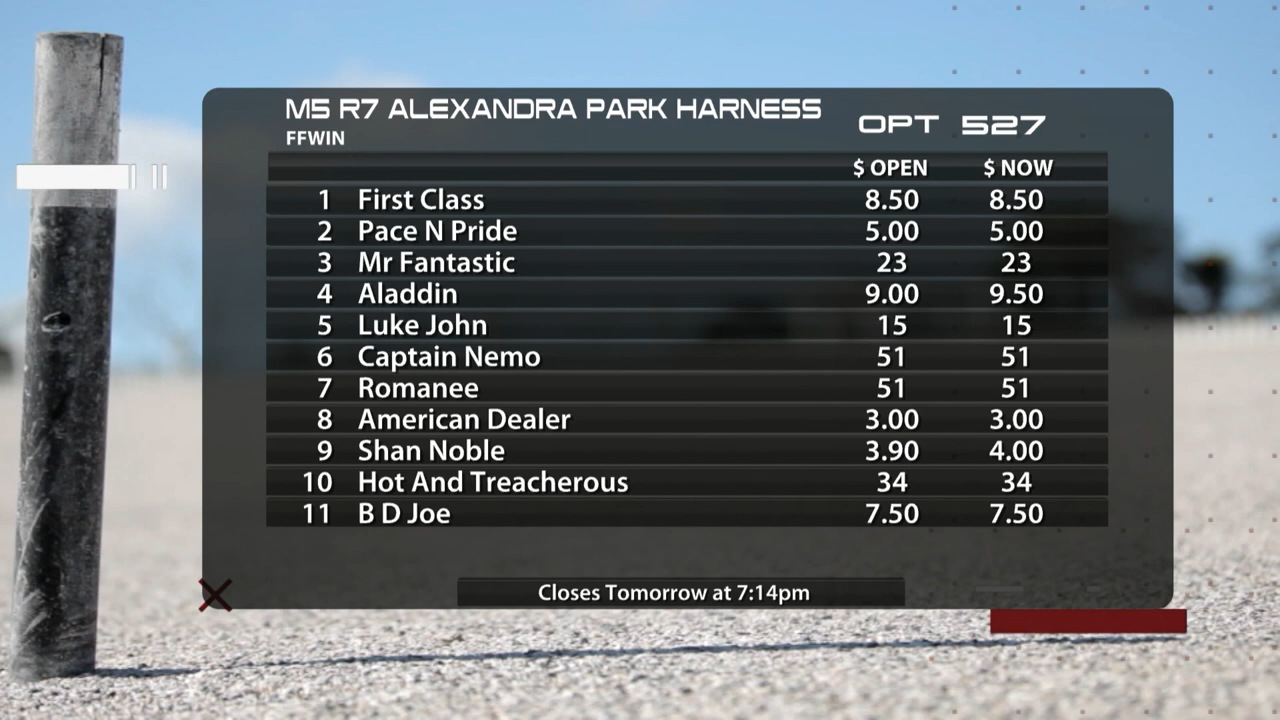 M5 R7 ALEXANDRA PARK HARNESS OPT 527
FFWIN
$ OPEN $ NOW
1 First Class 8.50 8.50
2 Pace N Pride 5.00 5.00
3 Mr Fantastic 23 23
4 Aladdin 9.00 9.50
5 Luke John 15 15
6 Captain Nemo 51 51
7 Romanee 51 51
8 American Dealer 3.00 3.00
9 Shan Noble 3.90 4.00
10 Hot And Treacherous 34 34
11 B D Joe 7.50 7.50
Closes Tomorrow at 7:14pm